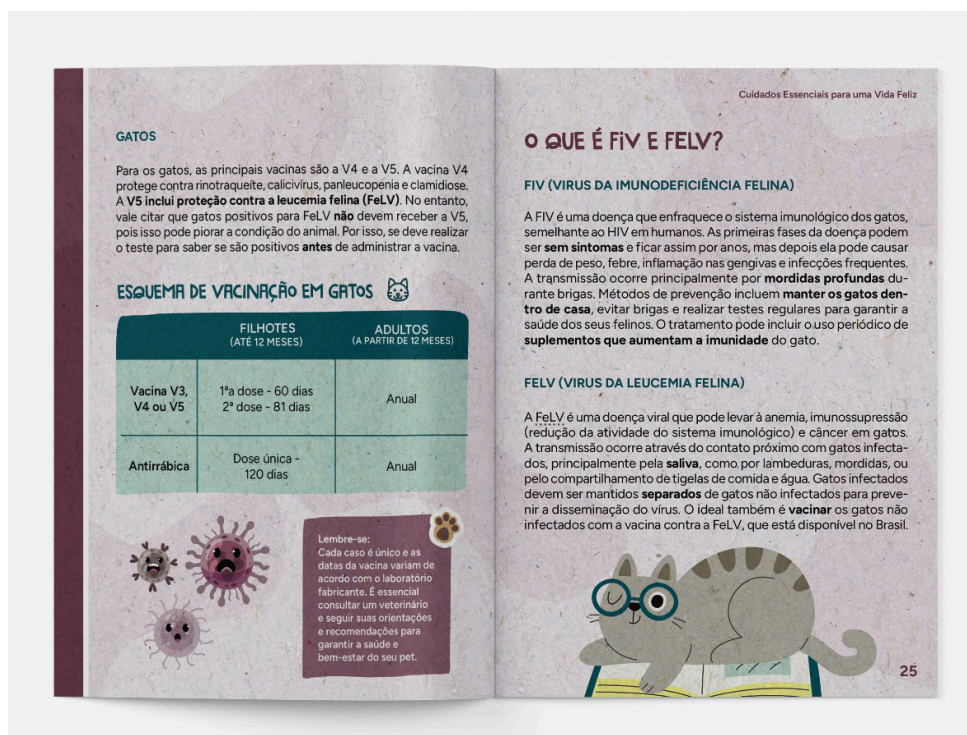 GATOS
Para os gatos, as principais vacinas são a V4 e a V5. A vacina V4
protege contra rinotraqueíte, calicivírus, panleucopenia e clamidiose.
A V5 inclui proteção contra a leucemia felina (FeLV). No entanto,
vale citar que gatos positivos para FeLV não devem receber a V5,
pois isso pode piorar a condição do animal. Por isso, se deve realizar
o teste para saber se são positivos antes de administrar a vacina.
ESQUEMA DE VACINAÇÃO EM GATOS
FILHOTES
(ATÉ 12 MESES)
ADULTOS
(A PARTIR DE 12 MESES)
Vacina V3,
V4 ou V5
1ªa dose - 60 dias
2ª dose - 81 dias
Anual
Antirrábica
Dose única -
120 dias
Anual
Lembre-se:
Cada caso é único e as
datas da vacina variam de
acordo com o laboratório
fabricante. É essencial
consultar um veterinário
e seguir suas orientações
e recomendações para
garantir a saúde e
bem-estar do seu pet.
Cuidados Essenciais para uma Vida Feliz
O QUE É FIV E FELV?
FIV (VIRUS DA IMUNODEFICIÊNCIA FELINA)
A FIV é uma doença que enfraquece o sistema imunológico dos gatos,
semelhante ao HIV em humanos. As primeiras fases da doença podem
ser sem sintomas e ficar assim por anos, mas depois ela pode causar
perda de peso, febre, inflamação nas gengivas e infecções frequentes.
A transmissão ocorre principalmente por mordidas profundas du-
rante brigas. Métodos de prevenção incluem manter os gatos den-
tro de casa, evitar brigas e realizar testes regulares para garantir a
saúde dos seus felinos. O tratamento pode incluir o uso periódico de
suplementos que aumentam a imunidade do gato.
FELV (VIRUS DA LEUCEMIA FELINA)
A FeLV é uma doença viral que pode levar à anemia, imunossupressão
(redução da atividade do sistema imunológico) e câncer em gatos.
A transmissão ocorre através do contato próximo com gatos infecta-
dos, principalmente pela saliva, como por lambeduras, mordidas, ou
pelo compartilhamento de tigelas de comida e água. Gatos infectados
devem ser mantidos separados de gatos não infectados para preve-
nir a disseminação do vírus. O ideal também é vacinar os gatos não
infectados com a vacina contra a FeLV, que está disponível no Brasil.
25